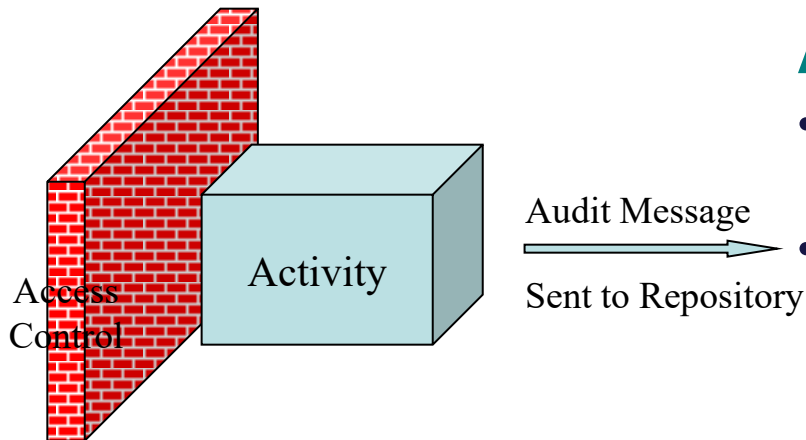 Access
Control
Activity
Audit Message
Sent to Repository